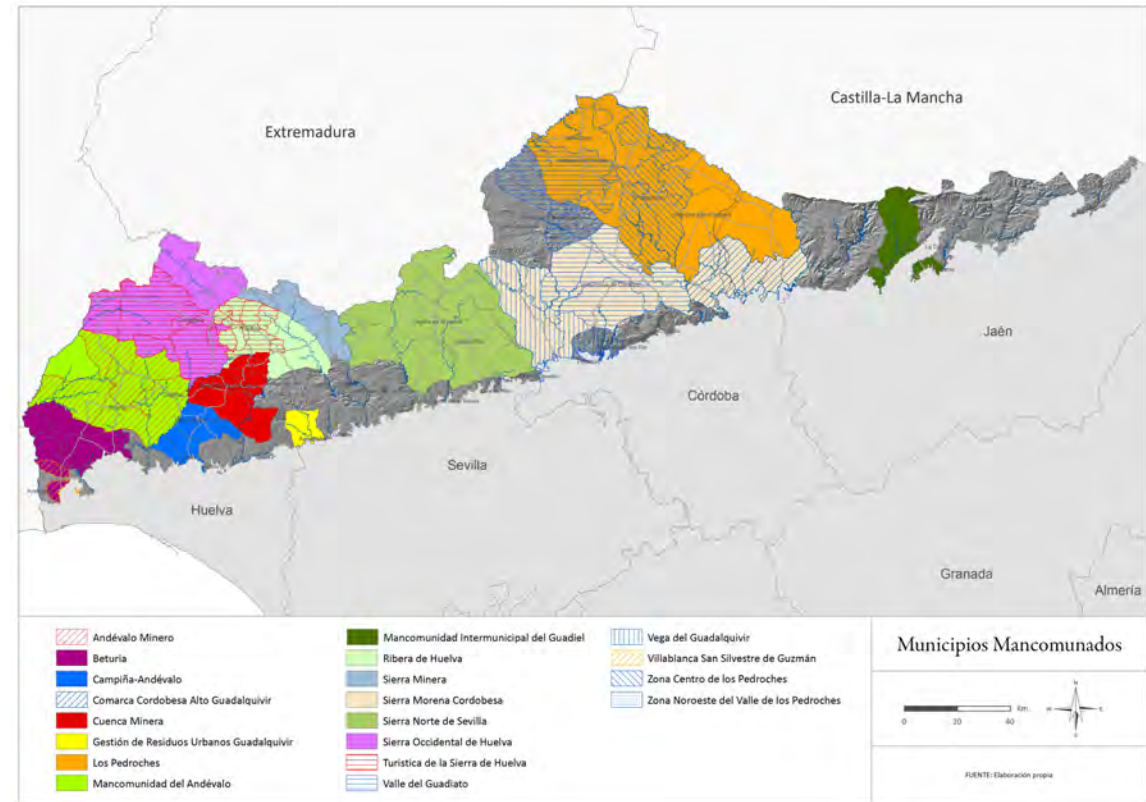 Extremadura
Castilla-La Mancha
Jaén
Córdoba
Sevilla
Huelva
Granada
Almería
Andévalo Minero
Beturia
Campiña-Andévalo
Comarca Cordobesa Alto Guadalquivir
Cuenca Minera
Gestión de Residuos Urbanos Guadalquivir
Los Pedroches
Mancomunidad del Andévalo
Mancomunidad Intermunicipal del Guadiel
Ribera de Huelva
Sierra Minera
Sierra Morena Cordobesa
Sierra Norte de Sevilla
Sierra Occidental de Huelva
Turistica de la Sierra de Huelva
Valle del Guadiato
Vega del Guadalquivir
Villablanca San Silvestre de Guzmán
Zona Centro de los Pedroches
Zona Noroeste del Valle de los Pedroches
Municipios Mancomunados
0 20 40 Km.
N
W E
S
FUENTE: Elaboración propia